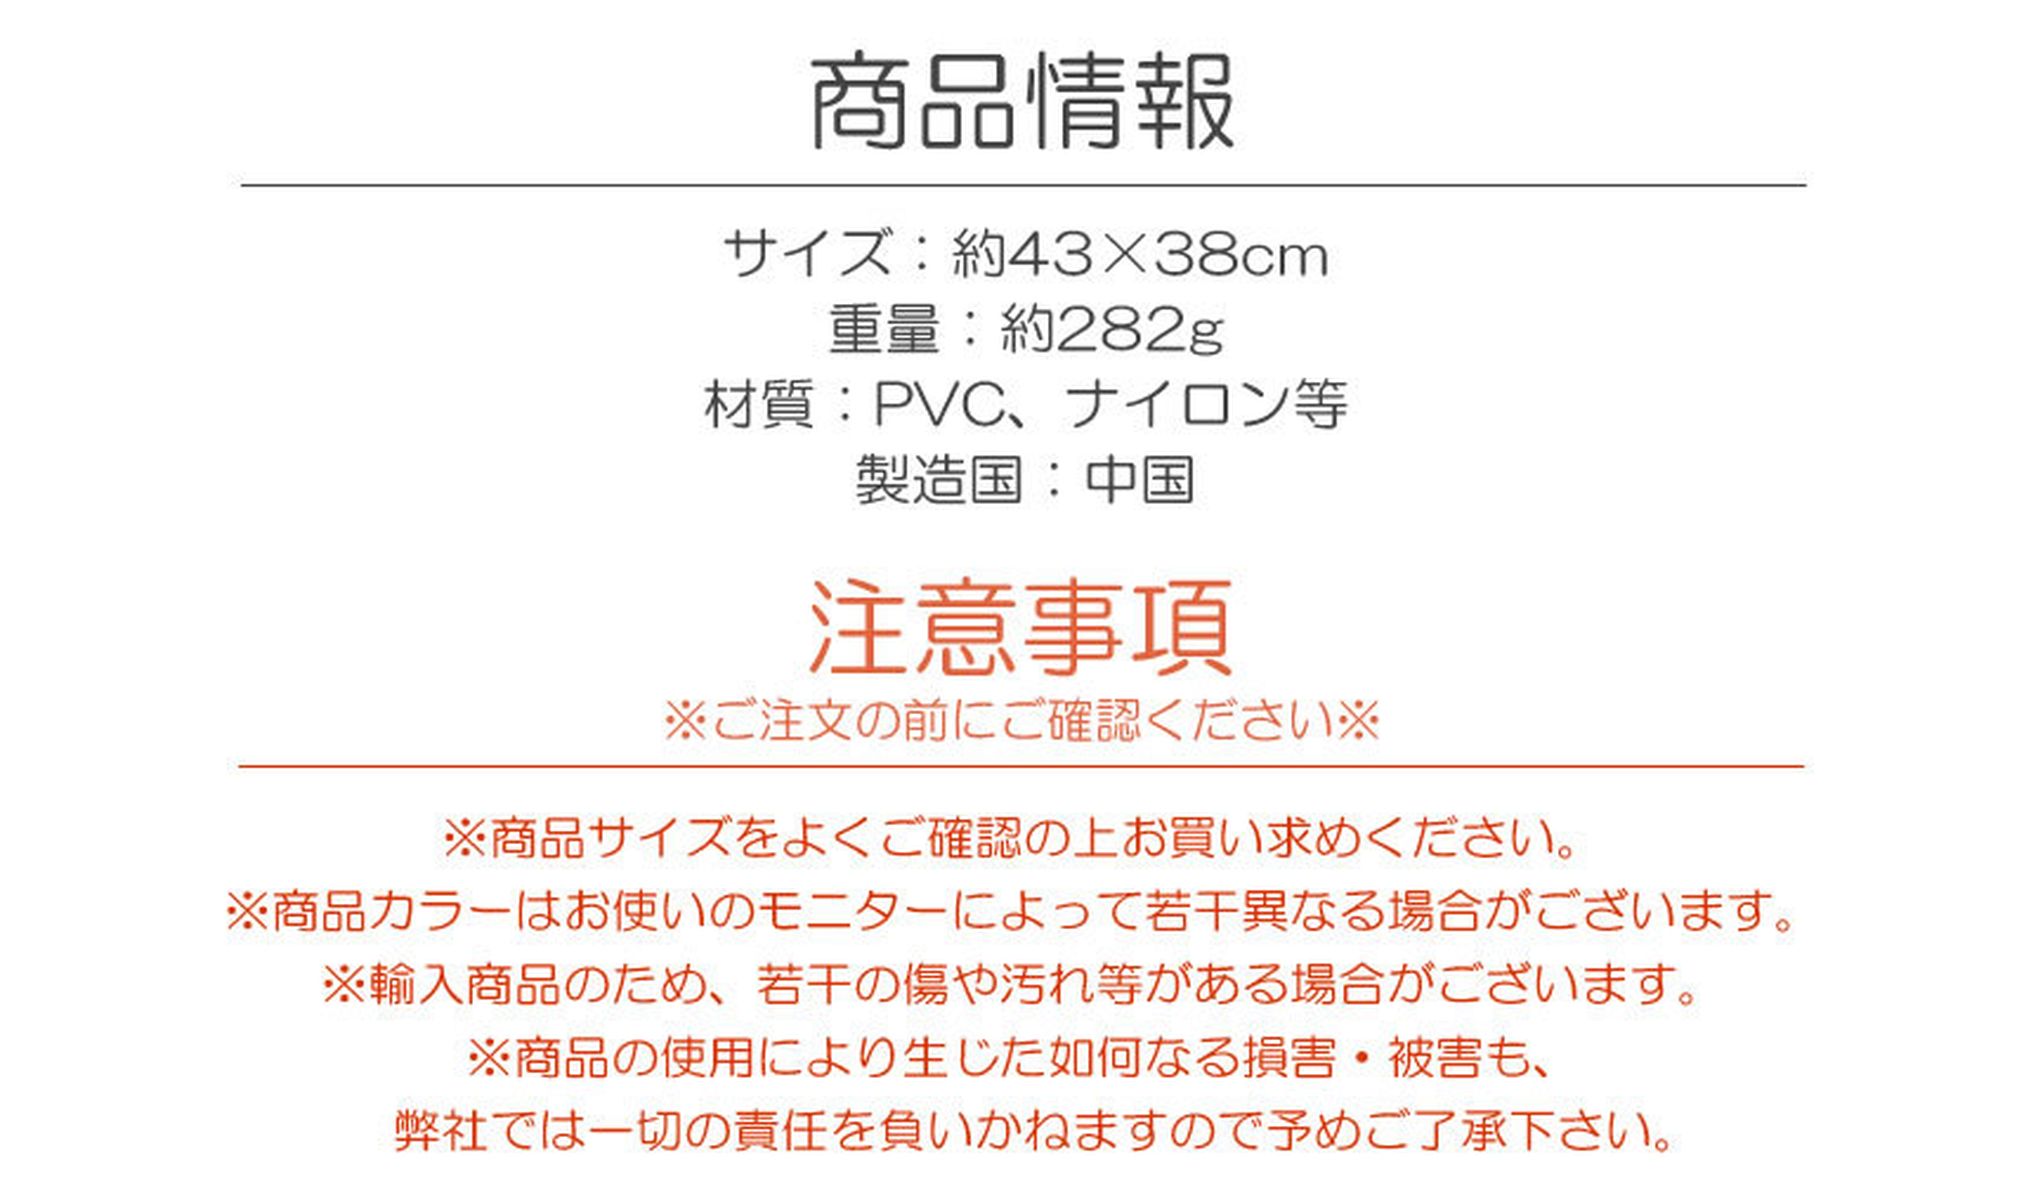 商品情報
サイズ：約43×38cm
重量：約282g
材質：PVC、ナイロン等
製造国：中国
注意事項
※ご注文の前にご確認ください※
※商品サイズをよくご確認の上お買い求めください。
※商品カラーはお使いのモニターによって若干異なる場合がございます。
※輸入商品のため、若干の傷や汚れ等がある場合がございます。
※商品の使用により生じた如何なる損害・被害も、
弊社では一切の責任を負いかねますので予めご了承下さい。